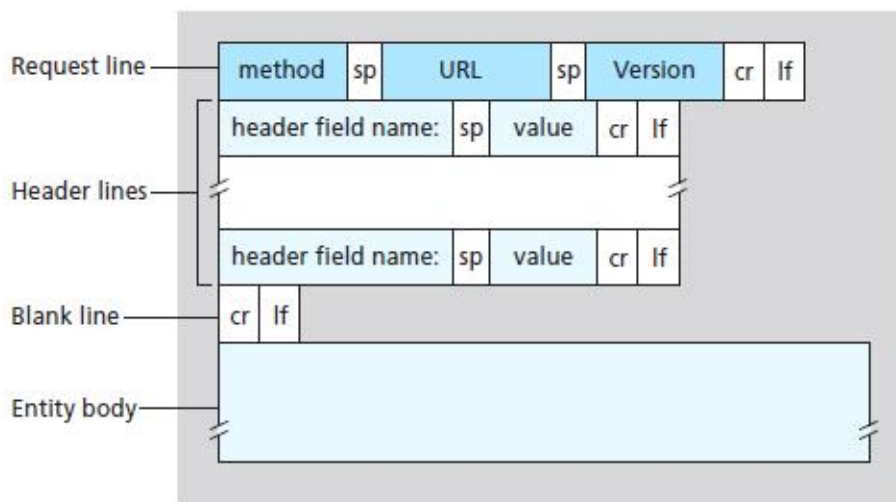 Request line method sp URL sp Version cr lf
header field name: sp value cr lf
Header lines
header field name: sp value cr lf
Blank line cr lf
Entity body